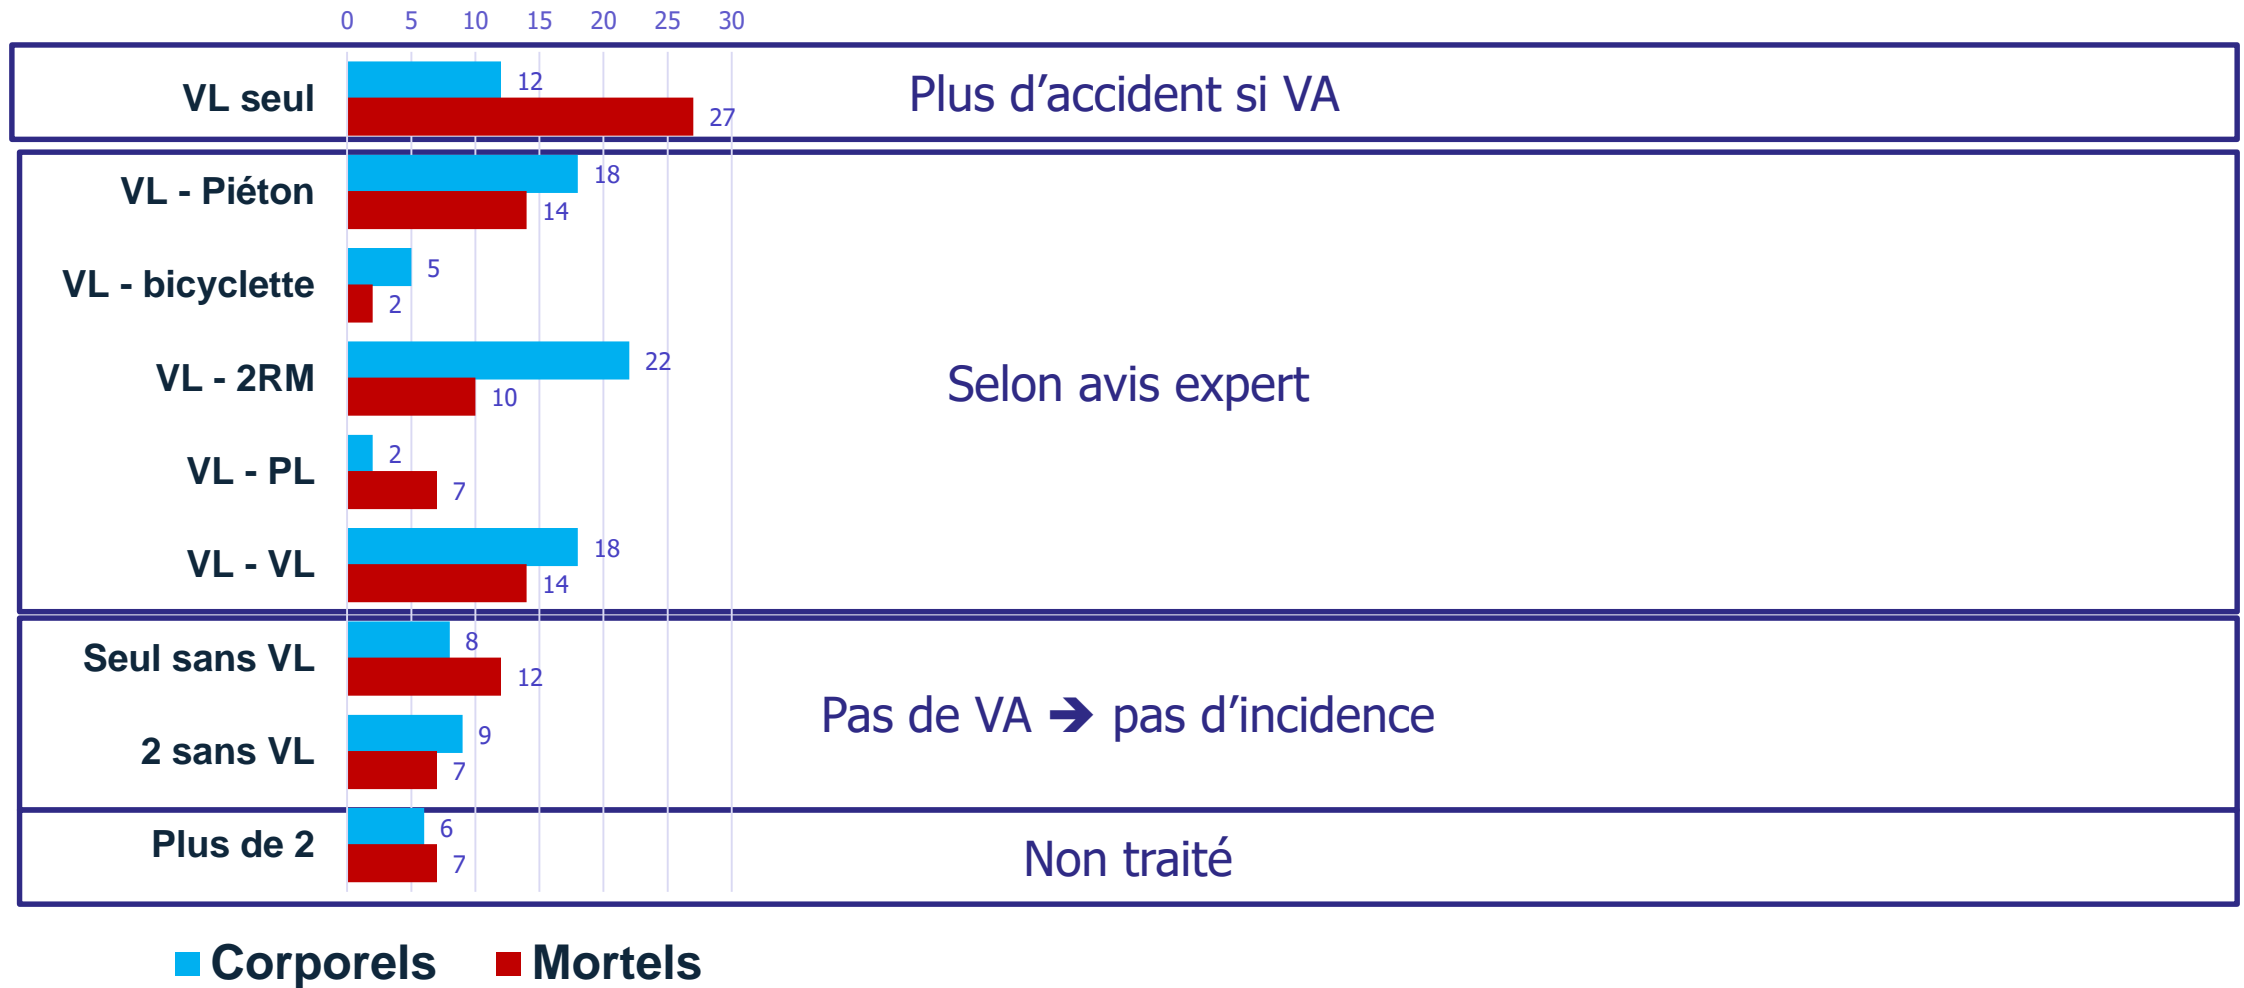 0 5 10 15 20 25 30
VL seul
12
27
Plus d’accident si VA
VL - Piéton
18
14
VL - bicyclette
5
2
VL - 2RM
22
10
Selon avis expert
VL - PL
2
7
VL - VL
18
14
Seul sans VL
8
12
Pas de VA ➔ pas d’incidence
2 sans VL
9
7
Plus de 2
6
7
Non traité
Corporels Mortels